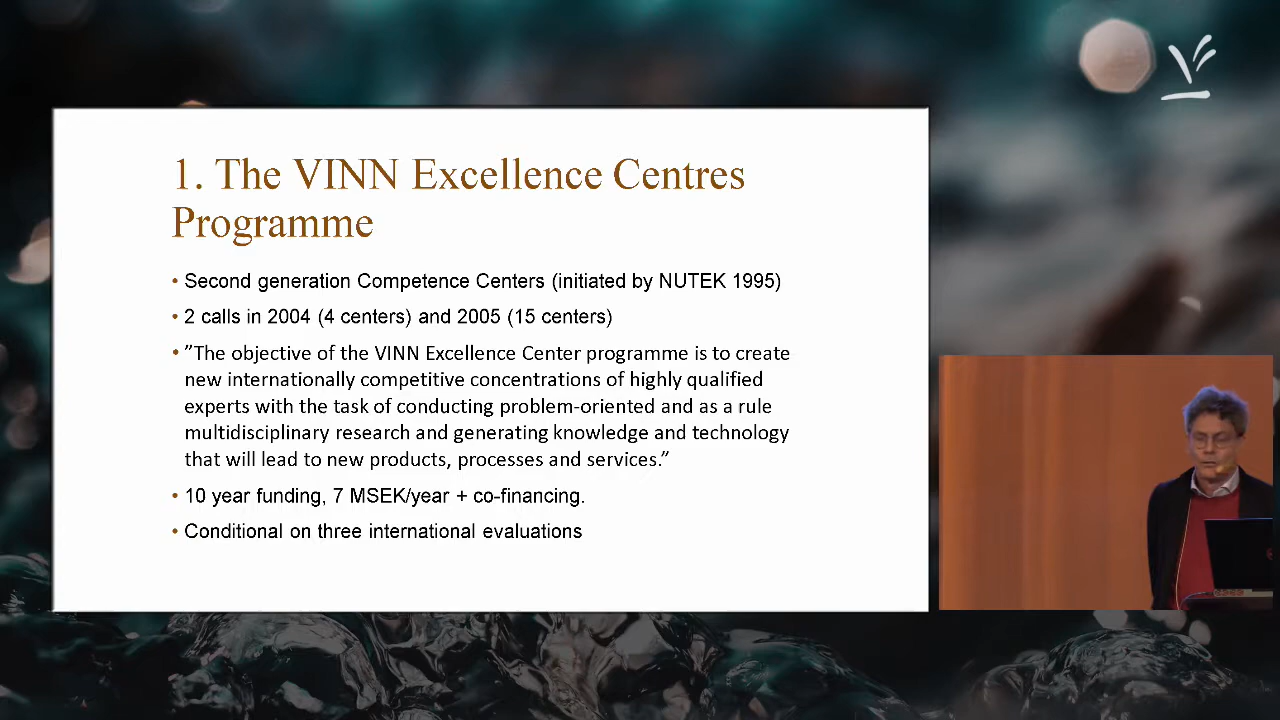 1. The VINN Excellence Centres
Programme
• Second generation Competence Centers (initiated by NUTEK 1995)
• 2 calls in 2004 (4 centers) and 2005 (15 centers)
• ”The objective of the VINN Excellence Center programme is to create
new internationally competitive concentrations of highly qualified
experts with the task of conducting problem-oriented and as a rule
multidisciplinary research and generating knowledge and technology
that will lead to new products, processes and services.”
• 10 year funding, 7 MSEK/year + co-financing.
• Conditional on three international evaluations